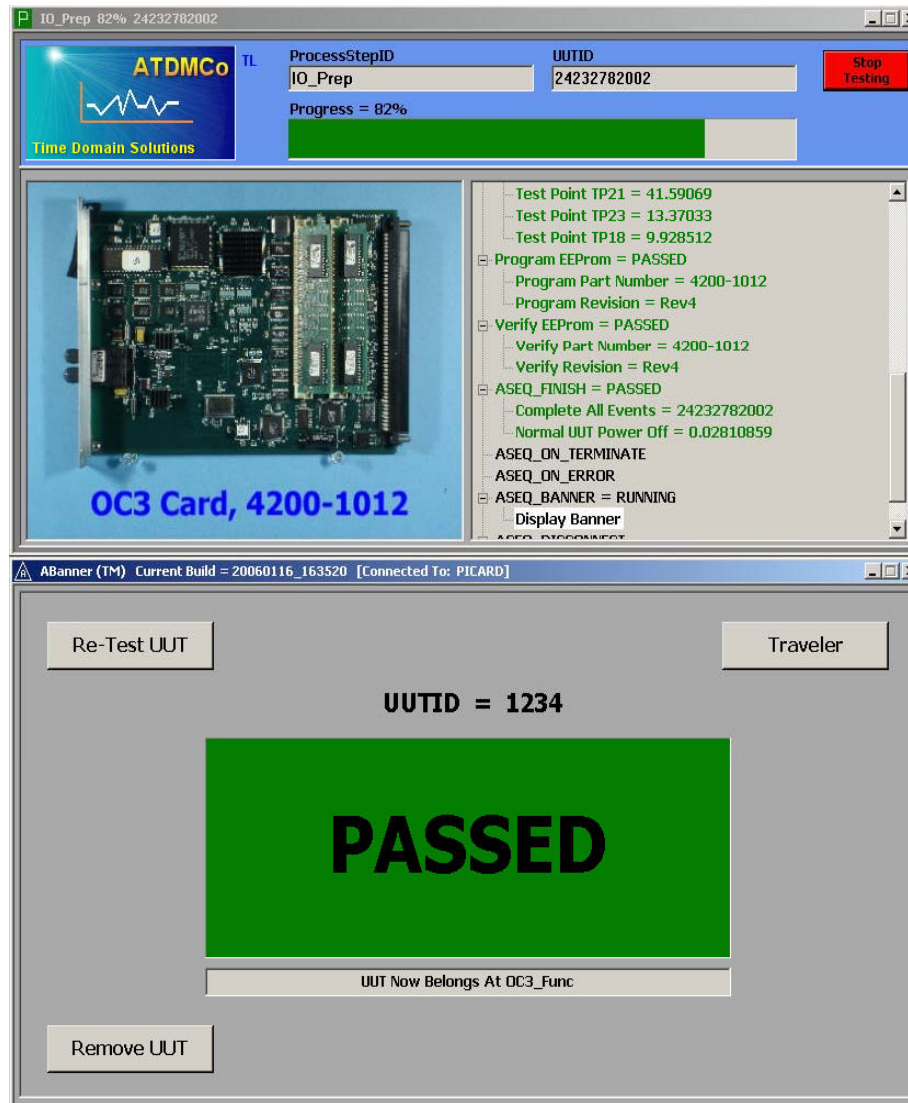 IO_Prep 82% 24232782002
ATDMCo
Time Domain Solutions
TL
ProcessStepID
IO_Prep
UUTID
24232782002
Stop
Testing
Progress = 82%
OC3 Card, 4200-1012
Test Point TP21 = 41.59069
Test Point TP23 = 13.37033
Test Point TP18 = 9.928512
Program EEProm = PASSED
Program Part Number = 4200-1012
Program Revision = Rev4
Verify EEProm = PASSED
Verify Part Number = 4200-1012
Verify Revision = Rev4
ASEQ_FINISH = PASSED
Complete All Events = 24232782002
Normal UUT Power Off = 0.02810859
ASEQ_ON_TERMINATE
ASEQ_ON_ERROR
ASEQ_BANNER = RUNNING
Display Banner
ABanner (TM) Current Build = 20060116_163520 [Connected To: PICARD]
Re-Test UUT
Traveler
UUTID = 1234
PASSED
UUT Now Belongs At OC3_Func
Remove UUT